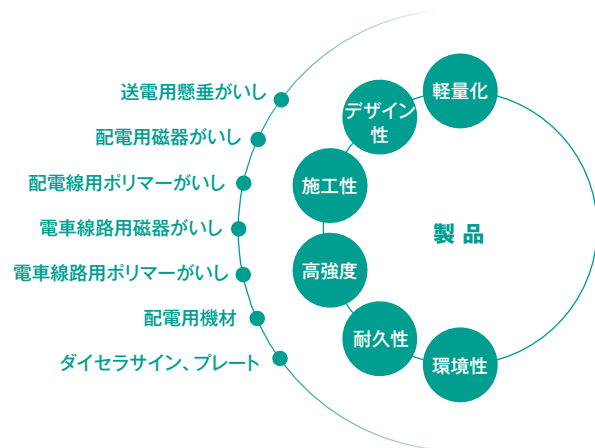 送電用懸垂がいし
配電用磁器がいし
配電線用ポリマーがいし
電車線路用磁器がいし
電車線路用ポリマーがいし
配電用機材
ダイセラサイン、プレート
軽量化
デザイン
性
施工性
高強度
耐久性
環境性
製品